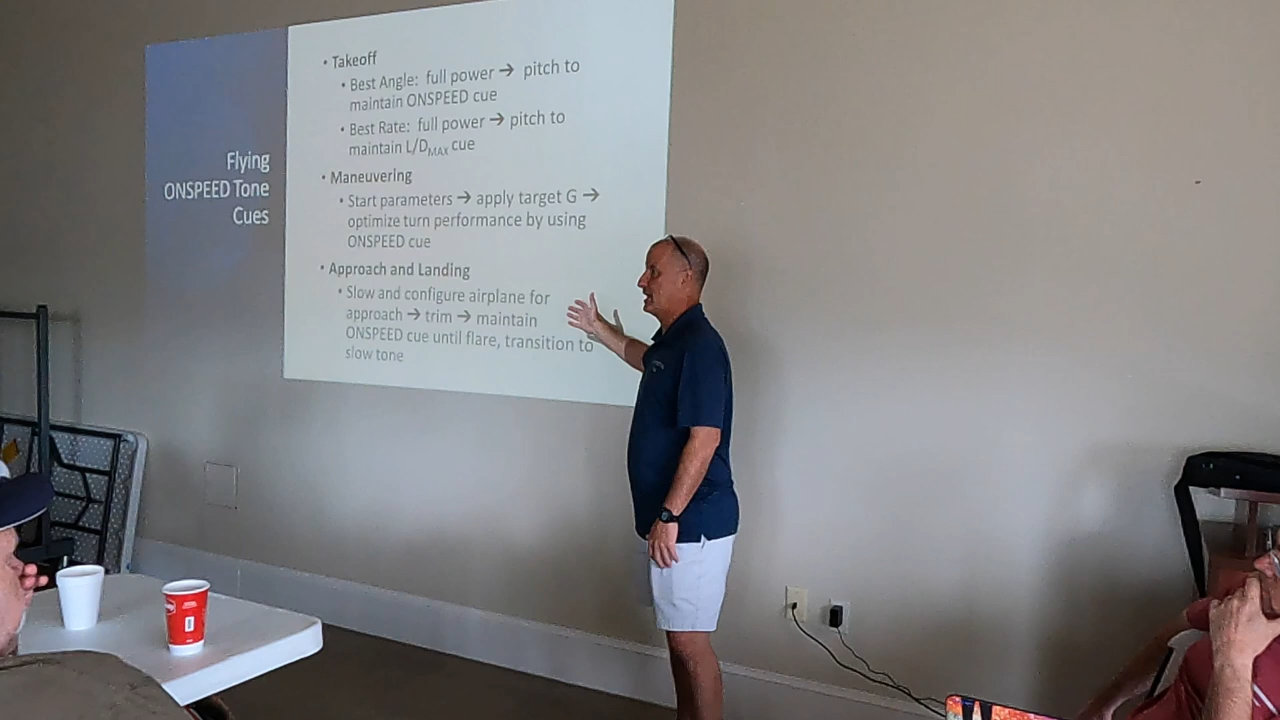 Flying
ONSPEED Tone
Cues
• Takeoff
• Best Angle: full power → pitch to
maintain ONSPEED cue
• Best Rate: full power → pitch to
maintain L/DMAX cue
• Maneuvering
• Start parameters → apply target G →
optimize turn performance by using
ONSPEED cue
• Approach and Landing
• Slow and configure airplane for
approach → trim → maintain
ONSPEED cue until flare, transition to
slow tone